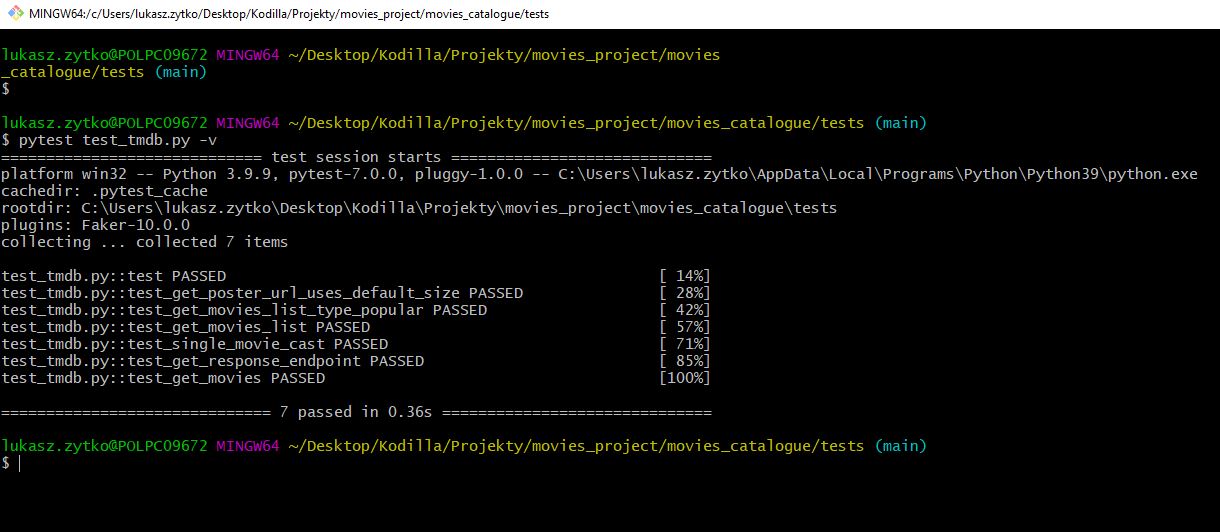 MINGW64:/c/Users/lukasz.zytko/Desktop/Kodilla/Projekty/movies_project/movies_catalogue/tests
lukasz.zytko@POLPC09672 MINGW64 ~/Desktop/Kodilla/Projekty/movies_project/movies
_catalogue/tests (main)
$
lukasz.zytko@POLPC09672 MINGW64 ~/Desktop/Kodilla/Projekty/movies_project/movies_catalogue/tests (main)
$ pytest test_tmdb.py -v
============================= test session starts =============================
platform win32 -- Python 3.9.9, pytest-7.0.0, pluggy-1.0.0 -- C:\Users\lukasz.zytko\AppData\Local\Programs\Python\Python39\python.exe
cachedir: .pytest_cache
rootdir: C:\Users\lukasz.zytko\Desktop\Kodilla\Projekty\movies_project\movies_catalogue\tests
plugins: Faker-10.0.0
collecting ... collected 7 items
test_tmdb.py::test PASSED [ 14%]
test_tmdb.py::test_get_poster_url_uses_default_size PASSED [ 28%]
test_tmdb.py::test_get_movies_list_type_popular PASSED [ 42%]
test_tmdb.py::test_get_movies_list PASSED [ 57%]
test_tmdb.py::test_single_movie_cast PASSED [ 71%]
test_tmdb.py::test_get_response_endpoint PASSED [ 85%]
test_tmdb.py::test_get_movies PASSED [100%]
============================== 7 passed in 0.36s ==============================
lukasz.zytko@POLPC09672 MINGW64 ~/Desktop/Kodilla/Projekty/movies_project/movies_catalogue/tests (main)
$